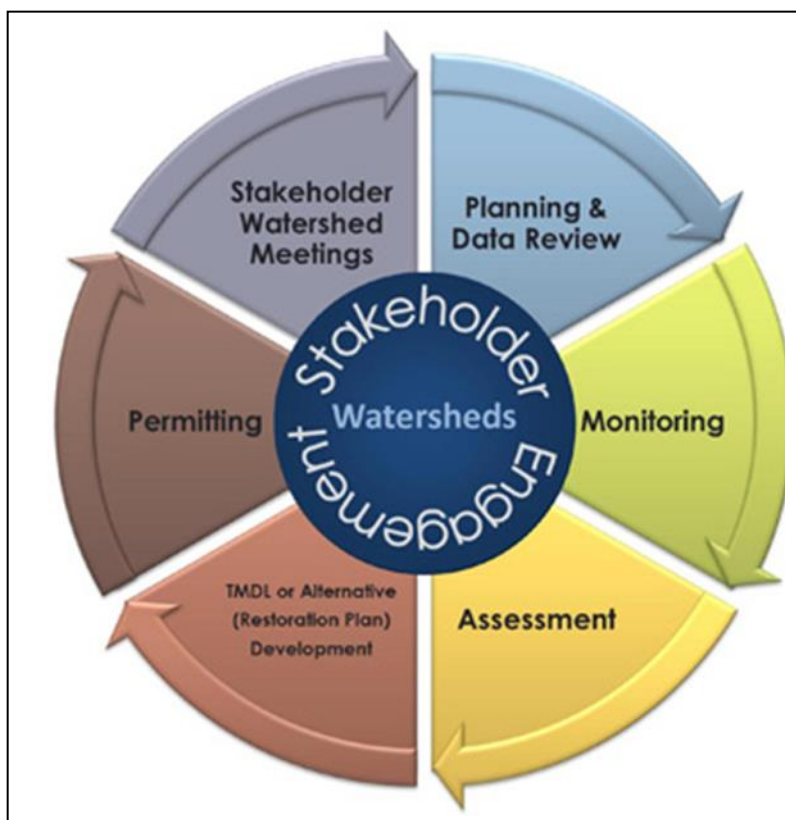 Stakeholder
Watershed
Meetings
Planning &
Data Review
Permitting
Stakeholder Engagement
Watersheds
Monitoring
TMDL or Alternative
(Restoration Plan)
Development
Assessment